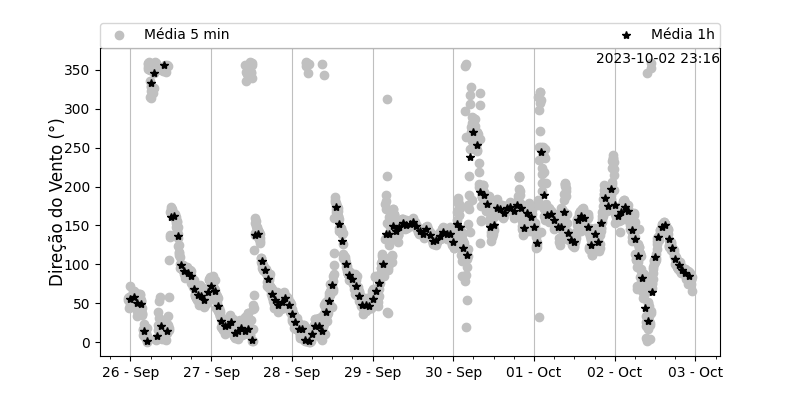 Média 5 min
Média 1h
2023-10-02 23:16
Direção do Vento (°)
350
300
250
200
150
100
50
0
26 - Sep
27 - Sep
28 - Sep
29 - Sep
30 - Sep
01 - Oct
02 - Oct
03 - Oct